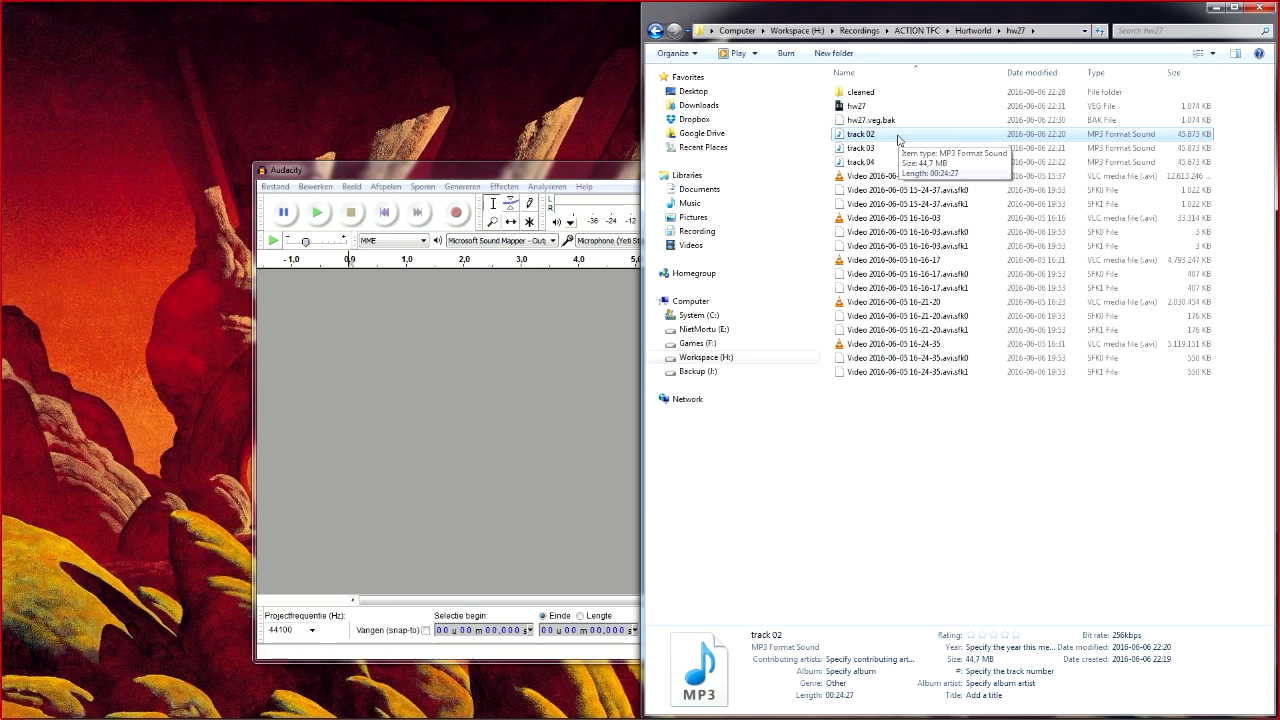 Audacity
Bestand Bewerken Beeld Afspelen Sporen Genereren Effecten Analyseren Help
L
R
-36 -24 -12
MME Microsoft Sound Mapper - Out Microphone (Yeti St
- 1,0 0,0 1,0 2,0 3,0 4,0 5,0
Projectfrequentie (Hz): Selectie begin: Einde Lengte
44100 Vangen (snap-to) 00 u 00 m 00,000 s 00 u 00 m 00,000 s
Computer Workspace (H:) Recordings ACTION TFC Hurtworld hw27 Search hw27
Organize Play Burn New folder
Favorites
Desktop
Downloads
Dropbox
Google Drive
Recent Places
Libraries
Documents
Music
Pictures
Recording
Videos
Homegroup
Computer
System (C:)
NietMortu (E:)
Games (F:)
Workspace (H:)
Backup (J:)
Network
Name Date modified Type Size
cleaned 2016-06-06 22:28 File folder
hw27 2016-06-06 22:31 VEG File 1.074 KB
hw27.veg.bak 2016-06-06 22:30 BAK File 1.074 KB
track 02 2016-06-06 22:20 MP3 Format Sound 45.873 KB
track 03 2016-06-06 22:21 MP3 Format Sound 45.873 KB
track 04 2016-06-06 22:22 MP3 Format Sound 45.873 KB
Item type: MP3 Format Sound
Size: 44,7 MB
Length: 00:24:27
Video 2016-06-05 15-24-37 15:37 VLC media file (.avi) 12.613.246 ...
Video 2016-06-05 15-24-37.avi.sfk0 2016-06-06 19:53 SFK0 File
Video 2016-06-05 15-24-37.avi.sfk1 2016-06-06 19:53 SFK1 File 1.022 KB
Video 2016-06-05 16-16-03 2016-06-05 16:16 VLC media file (.avi)
Video 2016-06-05 16-16-03.avi.sfk0 2016-06-06 19:53 SFK0 File 3 KB
Video 2016-06-05 16-16-03.avi.sfk1 2016-06-06 19:53 SFK1 File 3 KB
Video 2016-06-05 16-16-17 2016-06-05 16:21 VLC media file (.avi) 4.793.247 KB
Video 2016-06-05 16-16-17.avi.sfk0 2016-06-06 19:53 SFK0 File 407 KB
Video 2016-06-05 16-16-17.avi.sfk1 2016-06-06 19:53 SFK1 File 407 KB
Video 2016-06-05 16-21-20 2016-06-05 16:23 VLC media file (.avi) 2.030.454 KB
Video 2016-06-05 16-21-20.avi.sfk0 2016-06-06 19:53 SFK0 File 176 KB
Video 2016-06-05 16-21-20.avi.sfk1 2016-06-06 19:53 SFK1 File 176 KB
Video 2016-06-05 16-24-35 2016-06-05 16:31 VLC media file (.avi) 5.119.151 KB
Video 2016-06-05 16-24-35.avi.sfk0 2016-06-06 19:53 SFK0 File 550 KB
Video 2016-06-05 16-24-35.avi.sfk1 2016-06-06 19:53 SFK1 File 550 KB
MP3
track 02 Rating: Bit rate: 256kbps
MP3 Format Sound Year: Specify the year this me... Date modified: 2016-06-06 22:20
Contributing artists: Specify contributing art... Size: 44,7 MB Date created: 2016-06-06 22:19
Album: Specify album #: Specify the track number
Genre: Other Album artist: Specify album artist
Length: 00:24:27 Title: Add a title